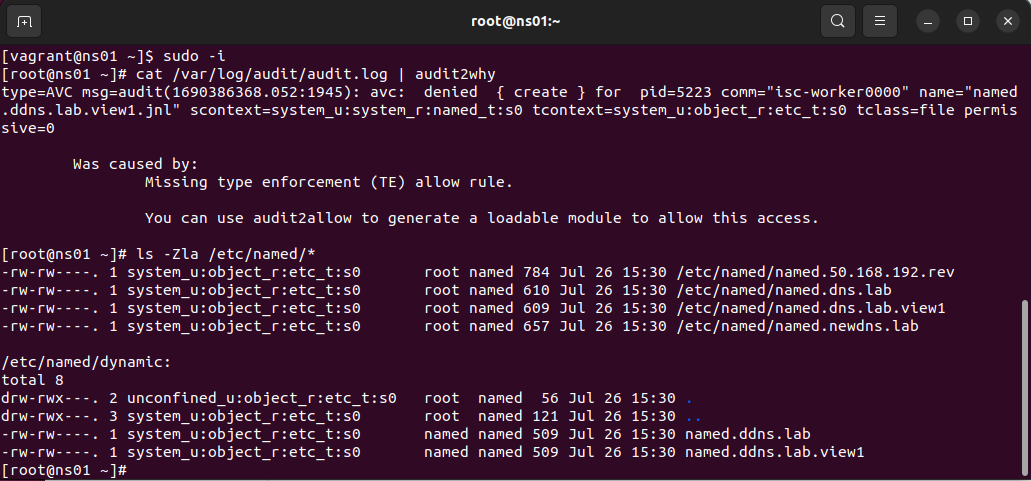 root@ns01:~
[vagrant@ns01 ~]$ sudo -i
[root@ns01 ~]# cat /var/log/audit/audit.log | audit2why
type=AVC msg=audit(1690386368.052:1945): avc:  denied  { create } for  pid=5223 comm="isc-worker0000" name="named
.ddns.lab.view1.jnl" scontext=system_u:system_r:named_t:s0 tcontext=system_u:object_r:etc_t:s0 tclass=file permis
sive=0
        Was caused by:
                Missing type enforcement (TE) allow rule.
                You can use audit2allow to generate a loadable module to allow this access.
[root@ns01 ~]# ls -Zla /etc/named/*
-rw-rw----. 1 system_u:object_r:etc_t:s0       root named 784 Jul 26 15:30 /etc/named/named.50.168.192.rev
-rw-rw----. 1 system_u:object_r:etc_t:s0       root named 610 Jul 26 15:30 /etc/named/named.dns.lab
-rw-rw----. 1 system_u:object_r:etc_t:s0       root named 609 Jul 26 15:30 /etc/named/named.dns.lab.view1
-rw-rw----. 1 system_u:object_r:etc_t:s0       root named 657 Jul 26 15:30 /etc/named/named.newdns.lab
/etc/named/dynamic:
total 8
drw-rwx---. 2 unconfined_u:object_r:etc_t:s0   root  named  56 Jul 26 15:30 .
drw-rwx---. 3 system_u:object_r:etc_t:s0       root  named 121 Jul 26 15:30 ..
-rw-rw----. 1 system_u:object_r:etc_t:s0       named named 509 Jul 26 15:30 named.ddns.lab
-rw-rw----. 1 system_u:object_r:etc_t:s0       named named 509 Jul 26 15:30 named.ddns.lab.view1
[root@ns01 ~]#